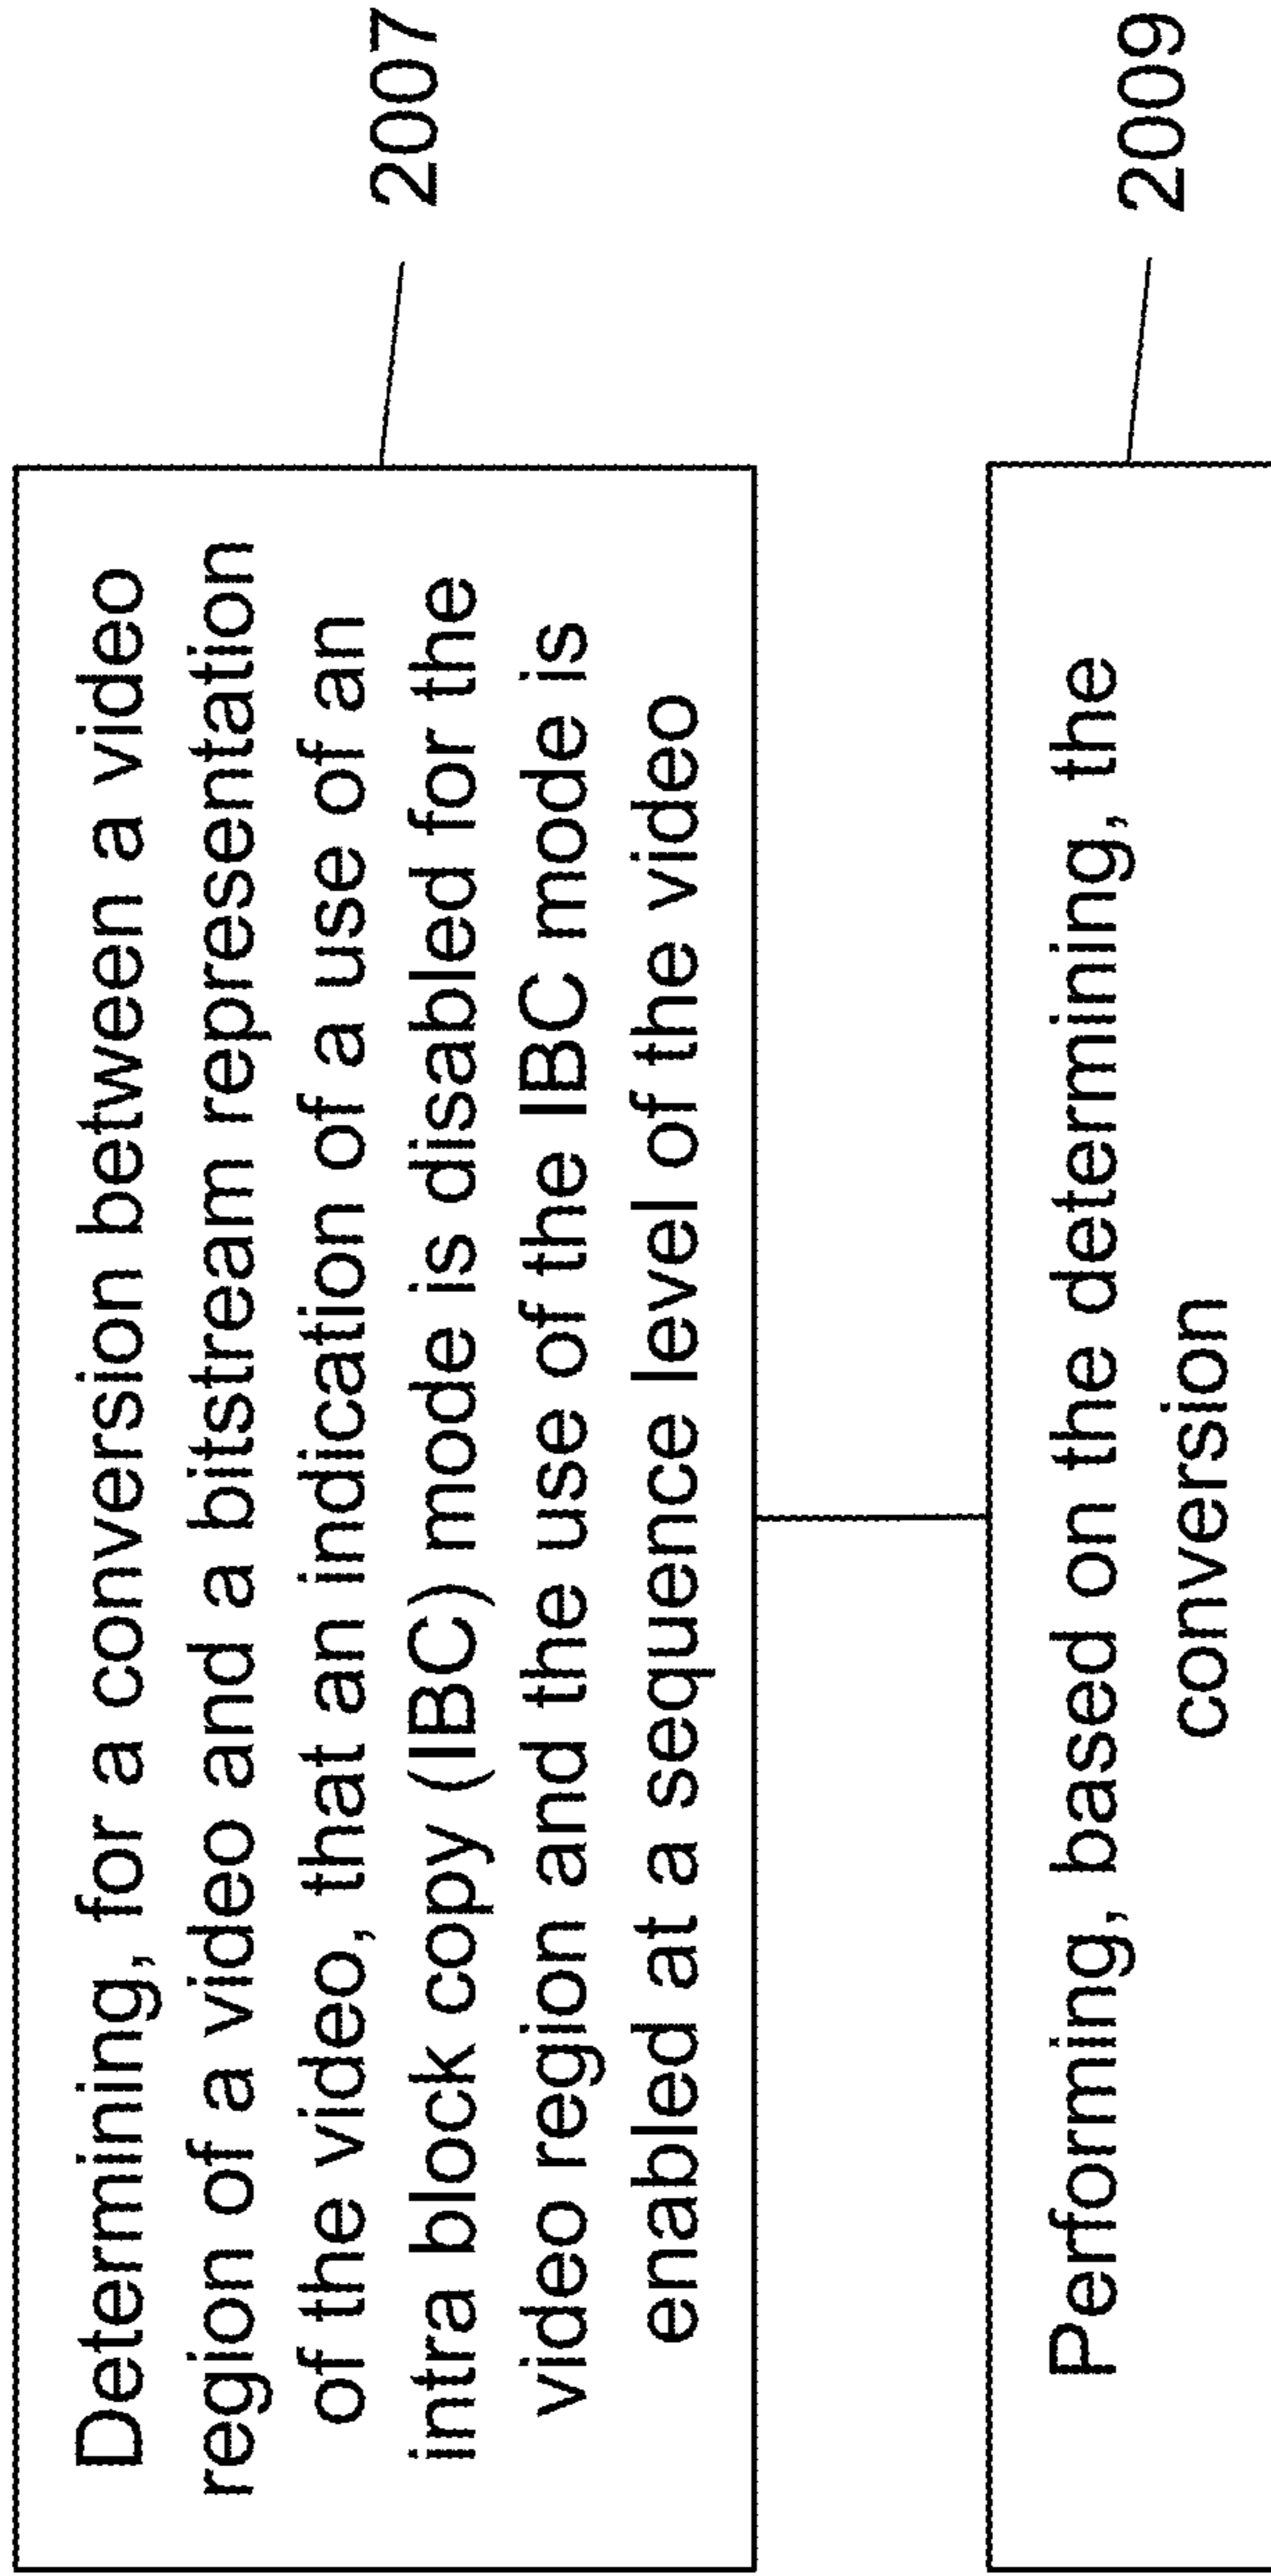 Determining, for a conversion between a video
region of a video and a bitstream representation
of the video, that an indication of a use of an
intra block copy (IBC) mode is disabled for the
video region and the use of the IBC mode is
enabled at a sequence level of the video
2007
Performing, based on the determining, the
conversion
2009